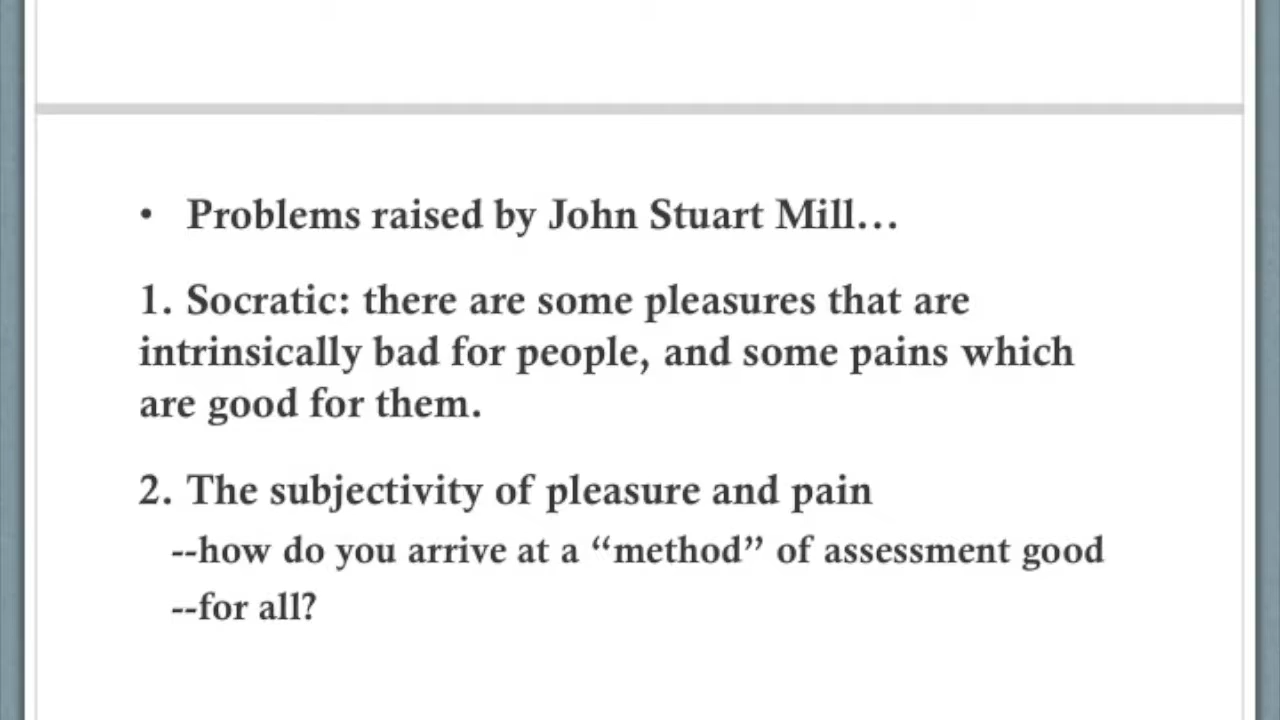 • Problems raised by John Stuart Mill…
1. Socratic: there are some pleasures that are
intrinsically bad for people, and some pains which
are good for them.
2. The subjectivity of pleasure and pain
--how do you arrive at a “method” of assessment good
--for all?